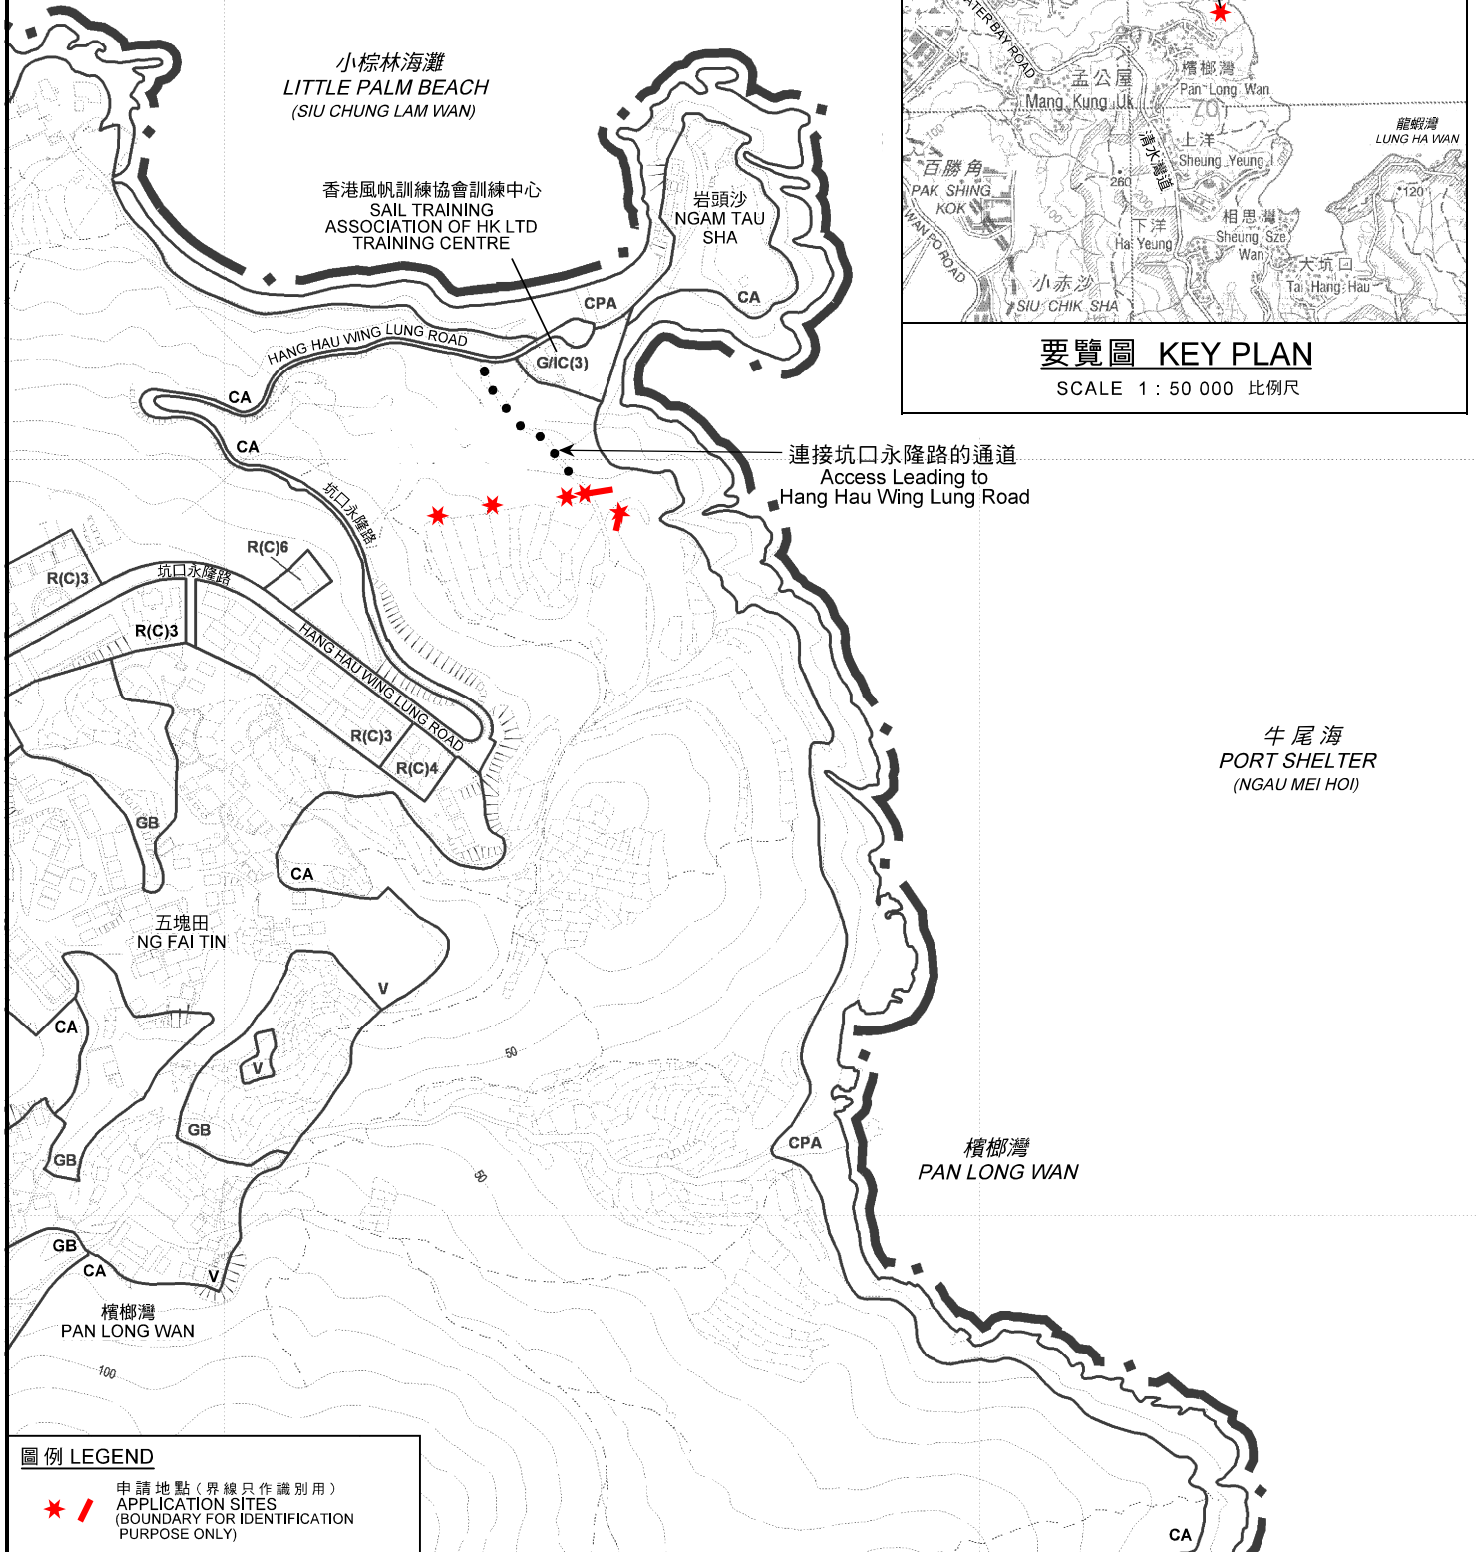 小棕林海灘
LITTLE PALM BEACH
(SIU CHUNG LAM WAN)
香港風帆訓練協會訓練中心
SAIL TRAINING
ASSOCIATION OF HK LTD
TRAINING CENTRE
岩頭沙
NGAM TAU
SHA
CPA
CA
HANG HAU WING LUNG ROAD
G/IC(3)
CA
CA
坑口永隆路
連接坑口永隆路的通道
Access Leading to
Hang Hau Wing Lung Road
R(C)6
R(C)3
坑口永隆路
R(C)3
HANG HAU WING LUNG ROAD
R(C)3
R(C)4
GB
CA
五塊田
NG FAI TIN
V
CA
V
50
GB
GB
50
CPA
GB
CA
V
檳榔灣
PAN LONG WAN
100
牛尾海
PORT SHELTER
(NGAU MEI HOI)
檳榔灣
PAN LONG WAN
CA
WATER BAY ROAD
孟公屋
Mang Kung Uk
檳榔灣
Pan Long Wan
70
上洋
Sheung Yeung
龍蝦灣
LUNG HA WAN
清水灣道
百勝角
PAK SHING
KOK
100
260
120
WAN PO ROAD
下洋
Ha Yeung
相思灣
Sheung Sze
Wan
大坑口
Tai Hang Hau
小赤沙
SIU CHIK SHA
要覽圖 KEY PLAN
SCALE 1 : 50 000 比例尺
圖例 LEGEND
申請地點（界線只作識別用）
APPLICATION SITES
(BOUNDARY FOR IDENTIFICATION
PURPOSE ONLY)